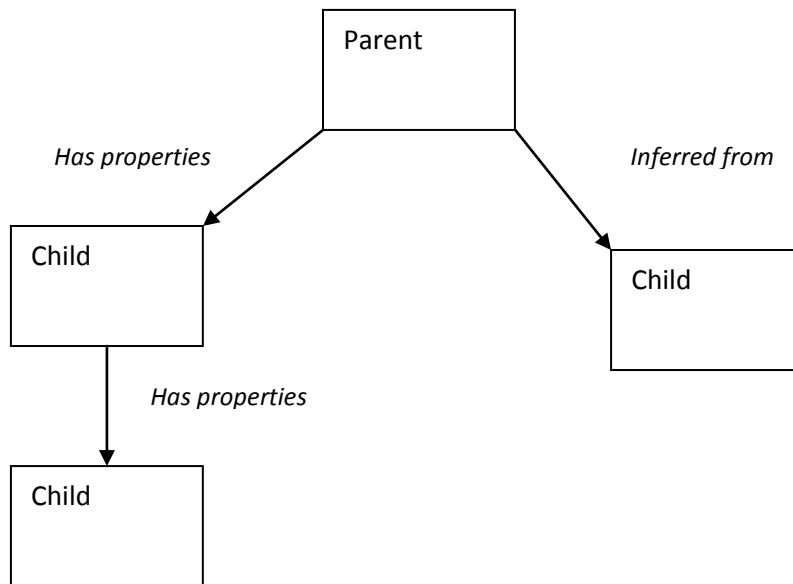 Parent
Has properties
Inferred from
Child
Child
Has properties
Child